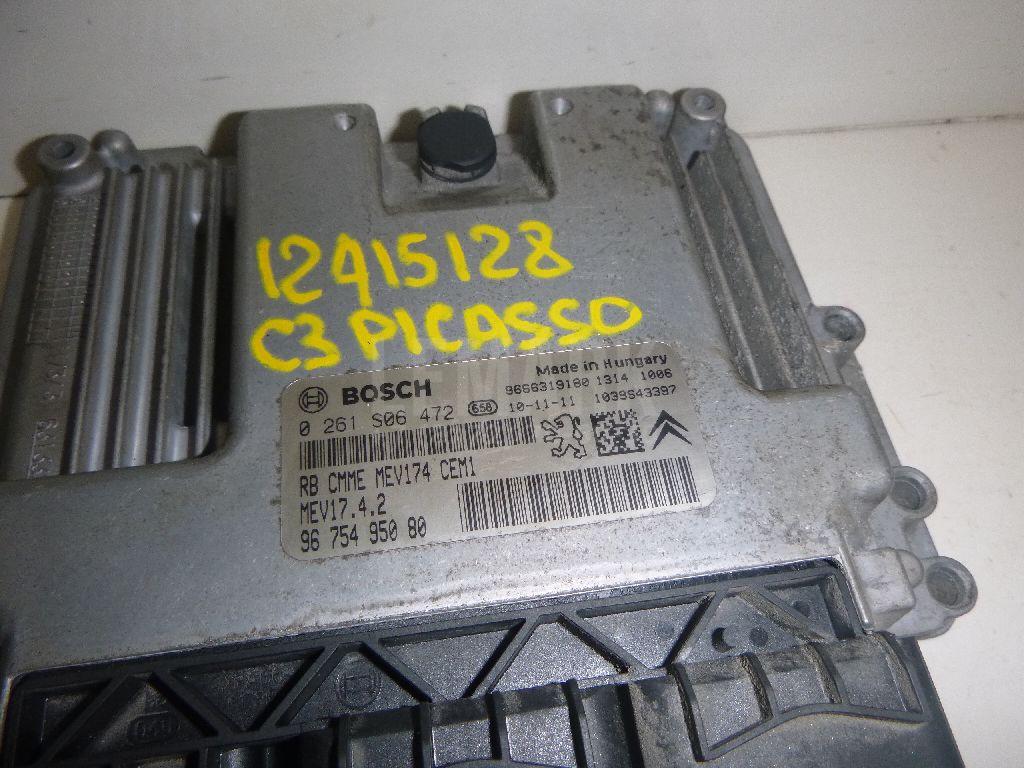 12415128
C3 PICASSO
Made in Hungary
BOSCH
9666319180 1314 1006
0 261 S06 472 658 10-11-11 1039S43397
RB CMME MEV174 CEM1
MEV17.4.2
96 754 950 80